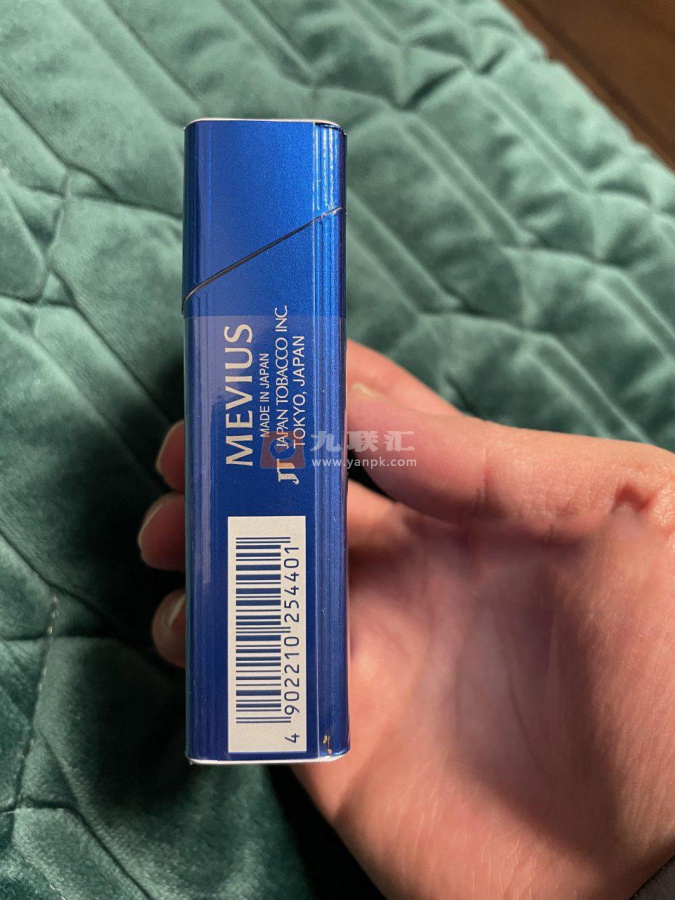 MEVIUS
MADE IN JAPAN
JT JAPAN TOBACCO INC.
TOKYO, JAPAN
4 902210 254401
九联汇
www.yanpk.com